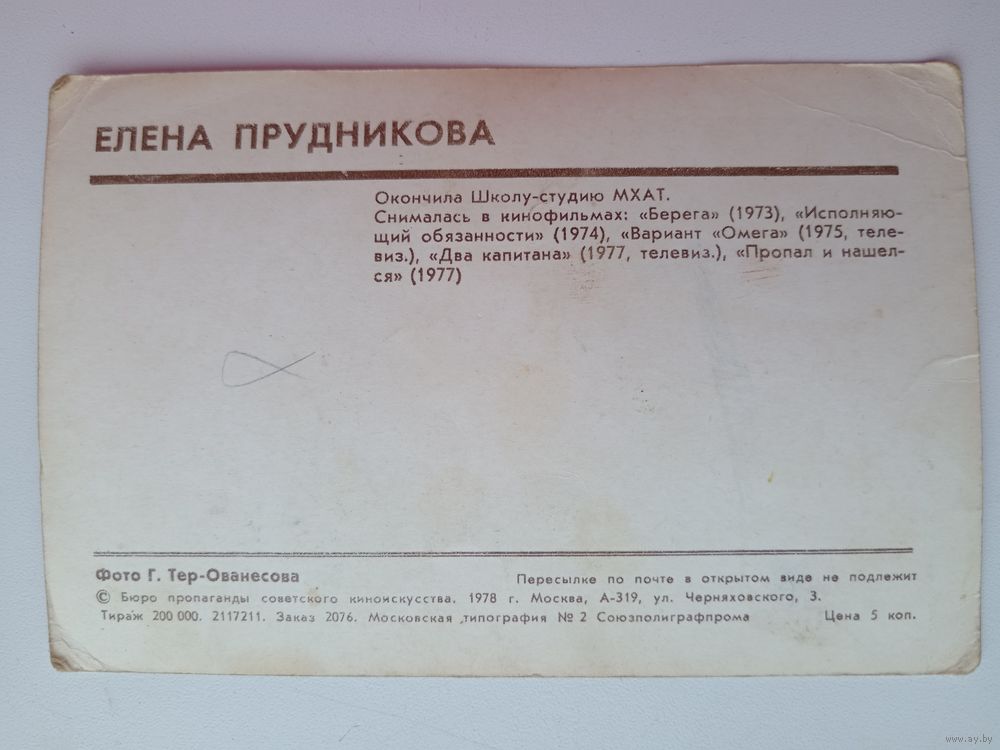 ЕЛЕНА ПРУДНИКОВА
Окончила Школу-студию МХАТ.
Снималась в кинофильмах: «Берега» (1973), «Исполняю-
щий обязанности» (1974), «Вариант «Омега» (1975, теле-
виз.), «Два капитана» (1977, телевиз.), «Пропал и нашел-
ся» (1977)
Фото Г. Тер-Ованесова
Пересылке по почте в открытом виде не подлежит
© Бюро пропаганды советского киноискусства. 1978 г. Москва, А-319, ул. Черняховского, 3.
Тираж 200 000. 2117211. Заказ 2076. Московская типография № 2 Союзполиграфпрома Цена 5 коп.
www.ay.by